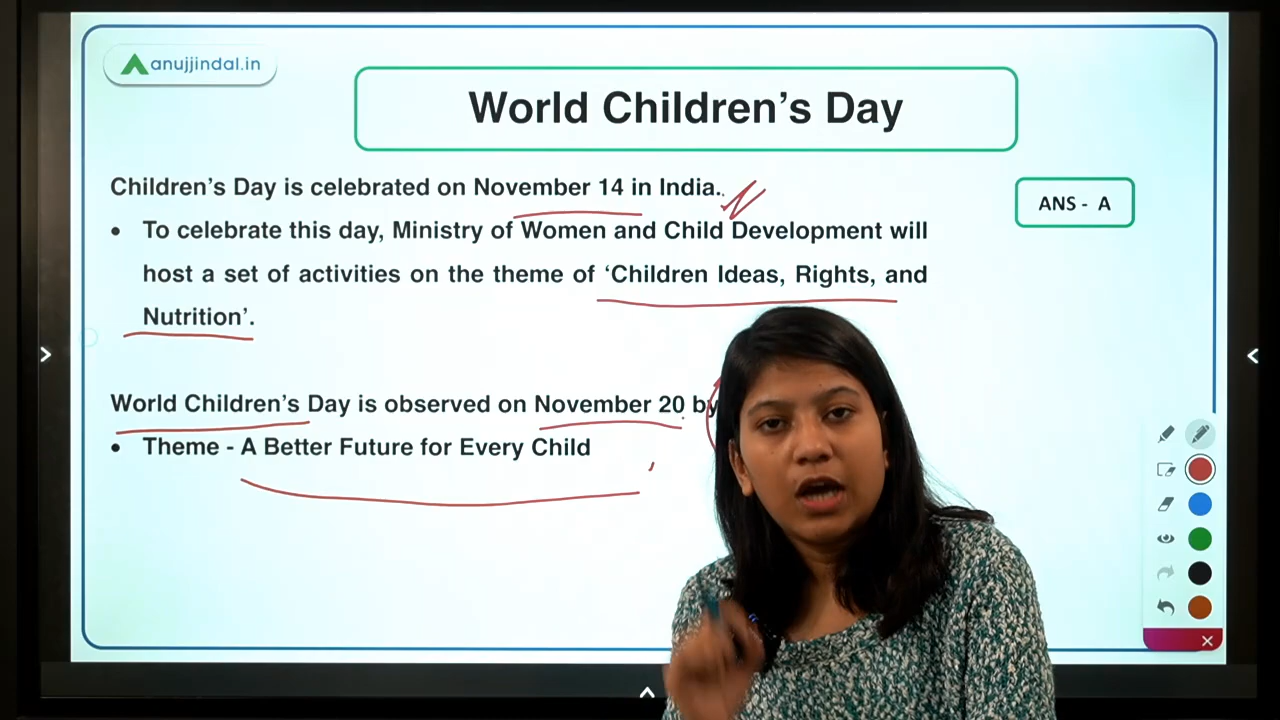 anujjindal.in
World Children's Day
Children's Day is celebrated on November 14 in India.
ANS - A
• To celebrate this day, Ministry of Women and Child Development will
host a set of activities on the theme of ‘Children Ideas, Rights, and
Nutrition’.
World Children's Day is observed on November 20 by
• Theme - A Better Future for Every Child